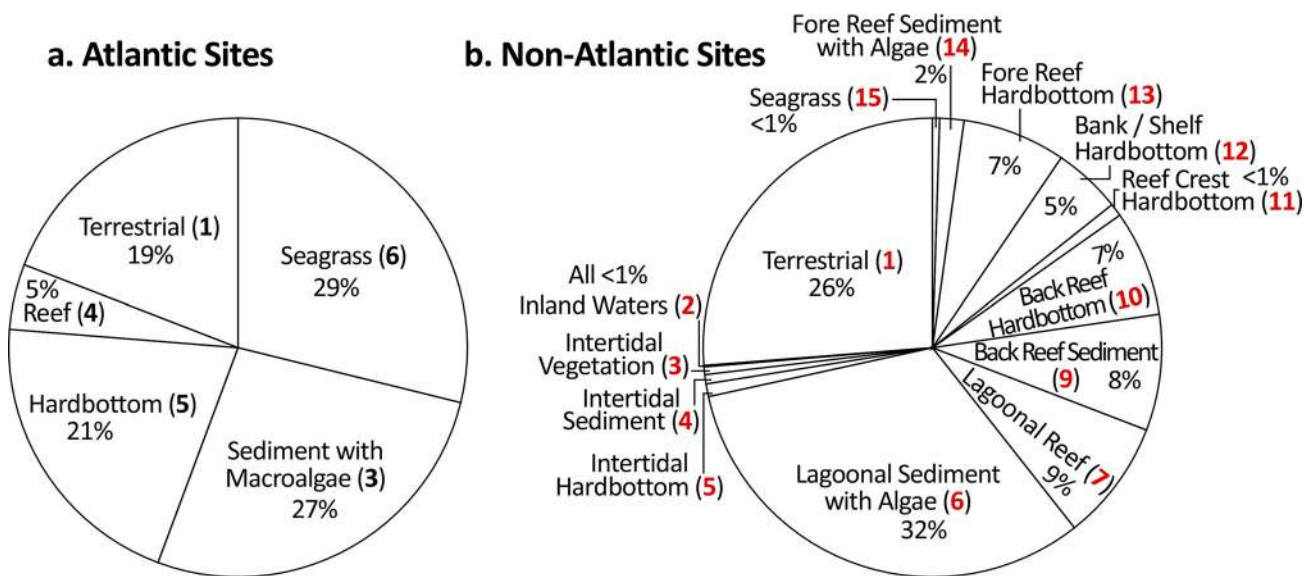 a. Atlantic Sites
Terrestrial (1)
19%
Seagrass (6)
29%
5%
Reef (4)
Hardbottom (5)
21%
Sediment with
Macroalgae (3)
27%
b. Non-Atlantic Sites
Fore Reef Sediment
with Algae (14)
2%
Seagrass (15)
<1%
Fore Reef
Hardbottom (13)
7%
Bank / Shelf
Hardbottom (12)
5%
Reef Crest <1%
Hardbottom (11)
7%
Back Reef
Hardbottom (10)
Back Reef Sediment
(9) 8%
Lagoonal Reef (7)
9%
Lagoonal Sediment
with Algae (6)
32%
Terrestrial (1)
26%
All <1%
Inland Waters (2)
Intertidal
Vegetation (3)
Intertidal
Sediment (4)
Intertidal
Hardbottom (5)